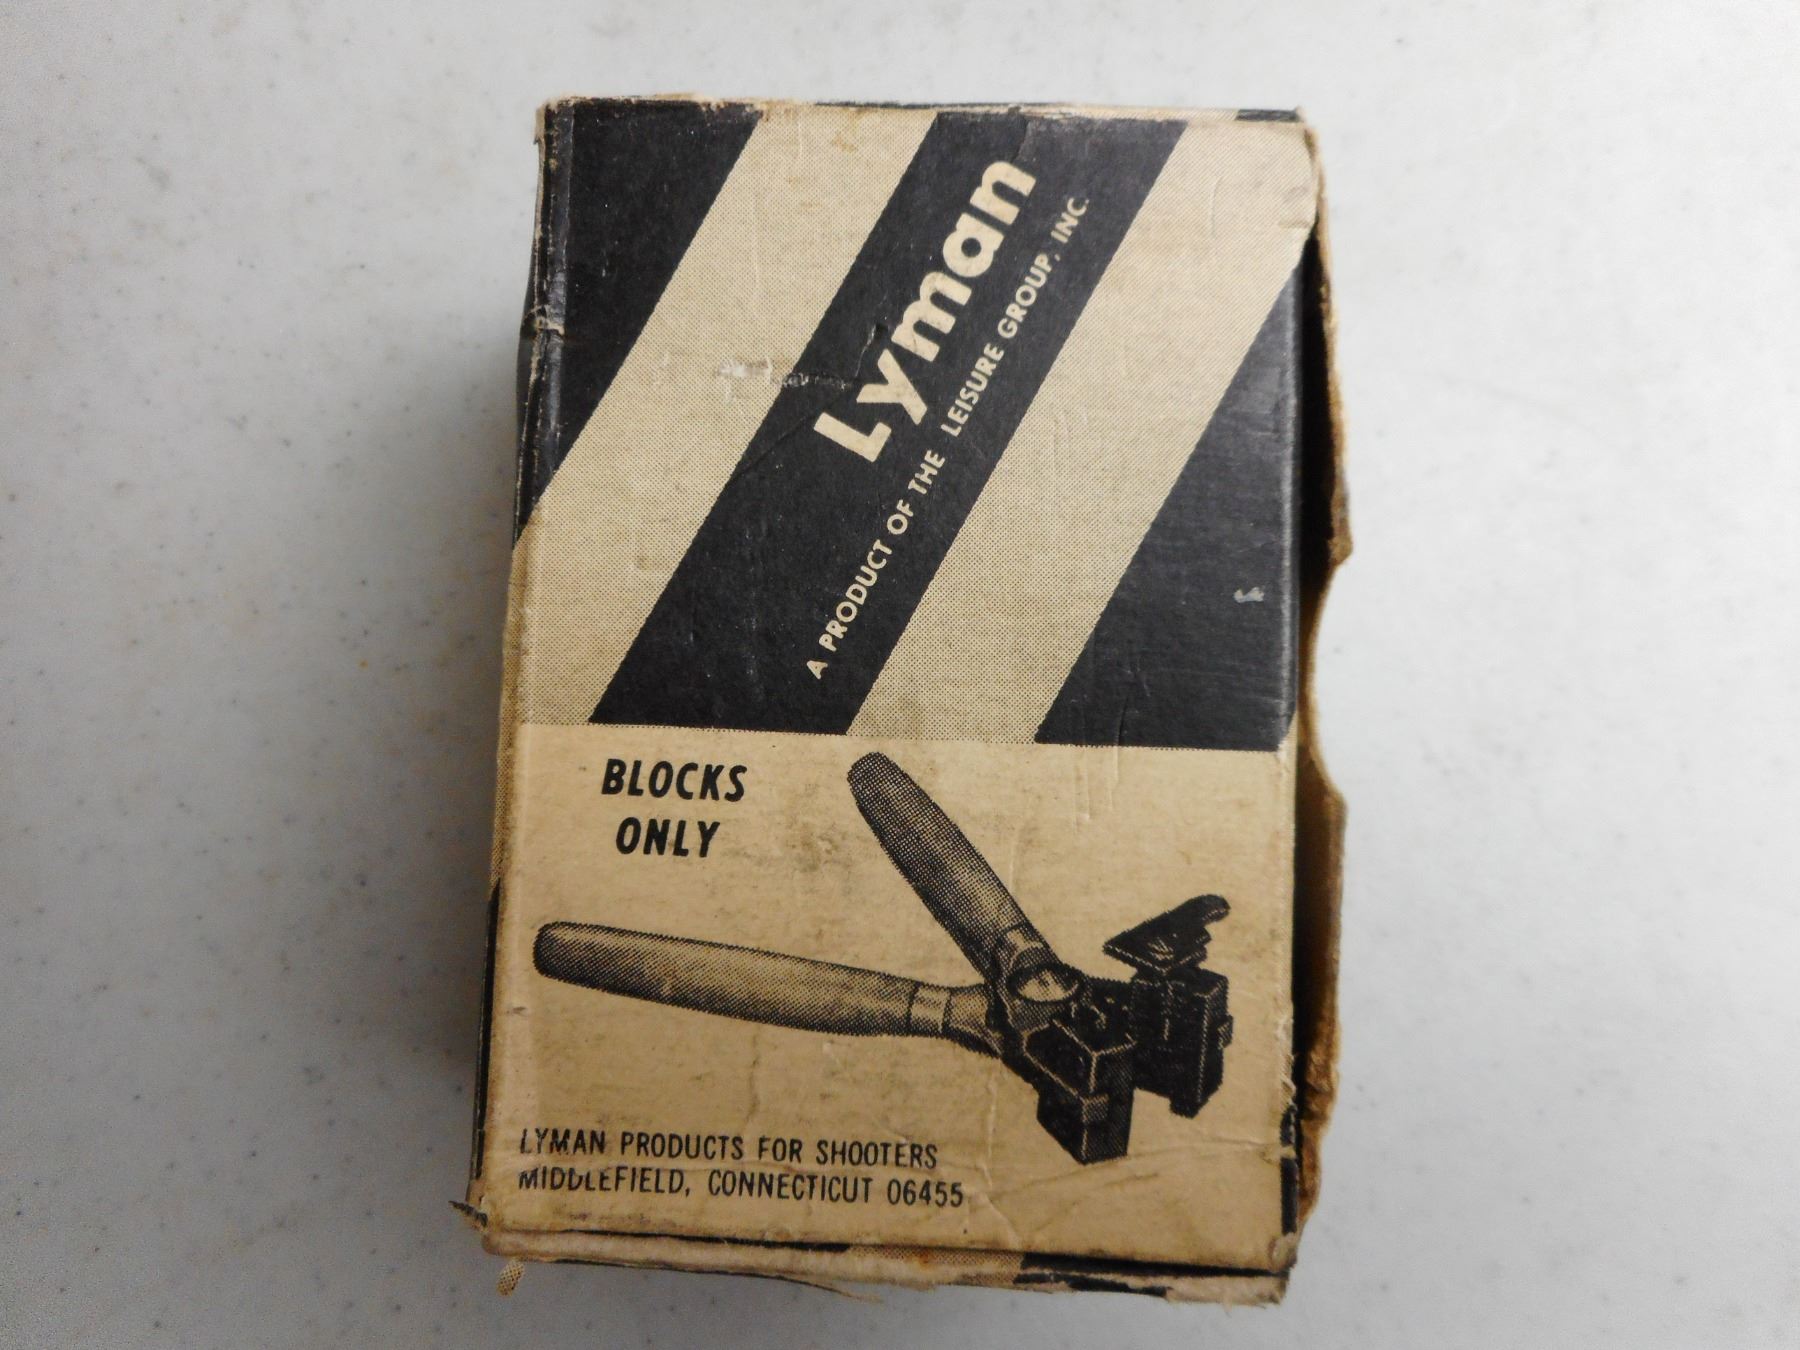 Lyman
A PRODUCT OF THE LEISURE GROUP, INC.
BLOCKS
ONLY
LYMAN PRODUCTS FOR SHOOTERS
MIDDLEFIELD, CONNECTICUT 06455